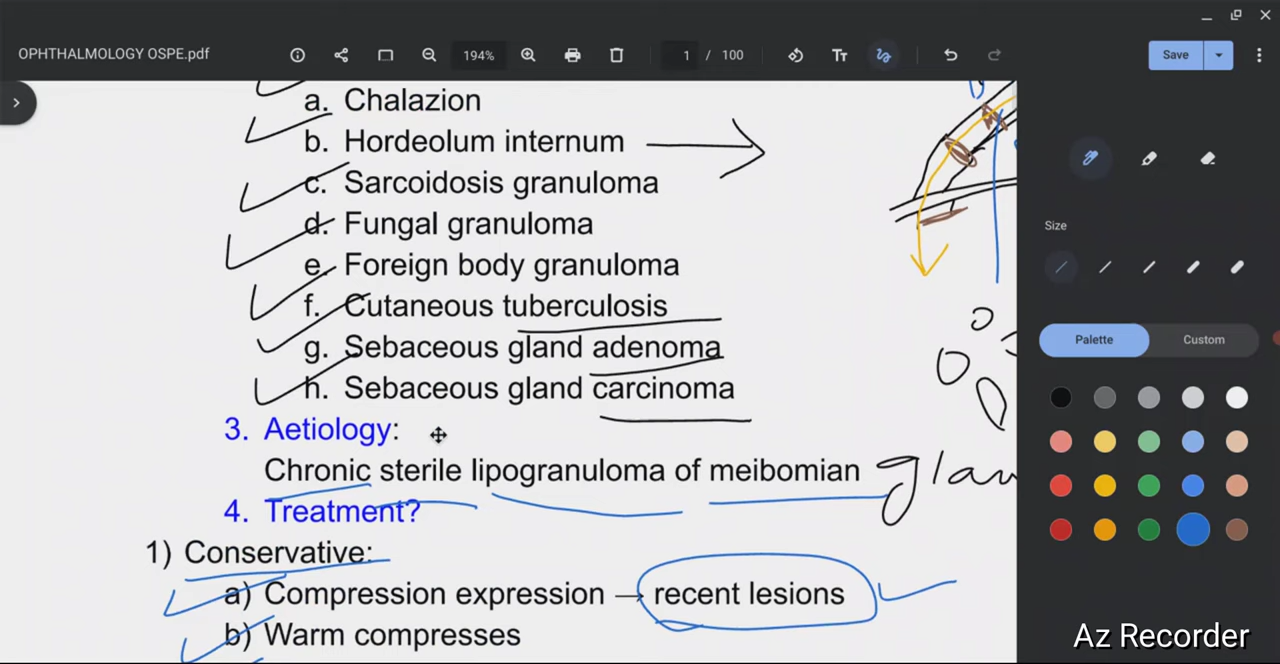 OPHTHALMOLOGY OSPE.pdf
194%
1 / 100
Save
a. Chalazion
b. Hordeolum internum
c. Sarcoidosis granuloma
d. Fungal granuloma
e. Foreign body granuloma
f. Cutaneous tuberculosis
g. Sebaceous gland adenoma
h. Sebaceous gland carcinoma
3. Aetiology:
Chronic sterile lipogranuloma of meibomian
4. Treatment?
1) Conservative:
a) Compression expression → recent lesions
b) Warm compresses
Size
Palette
Custom
Az Recorder